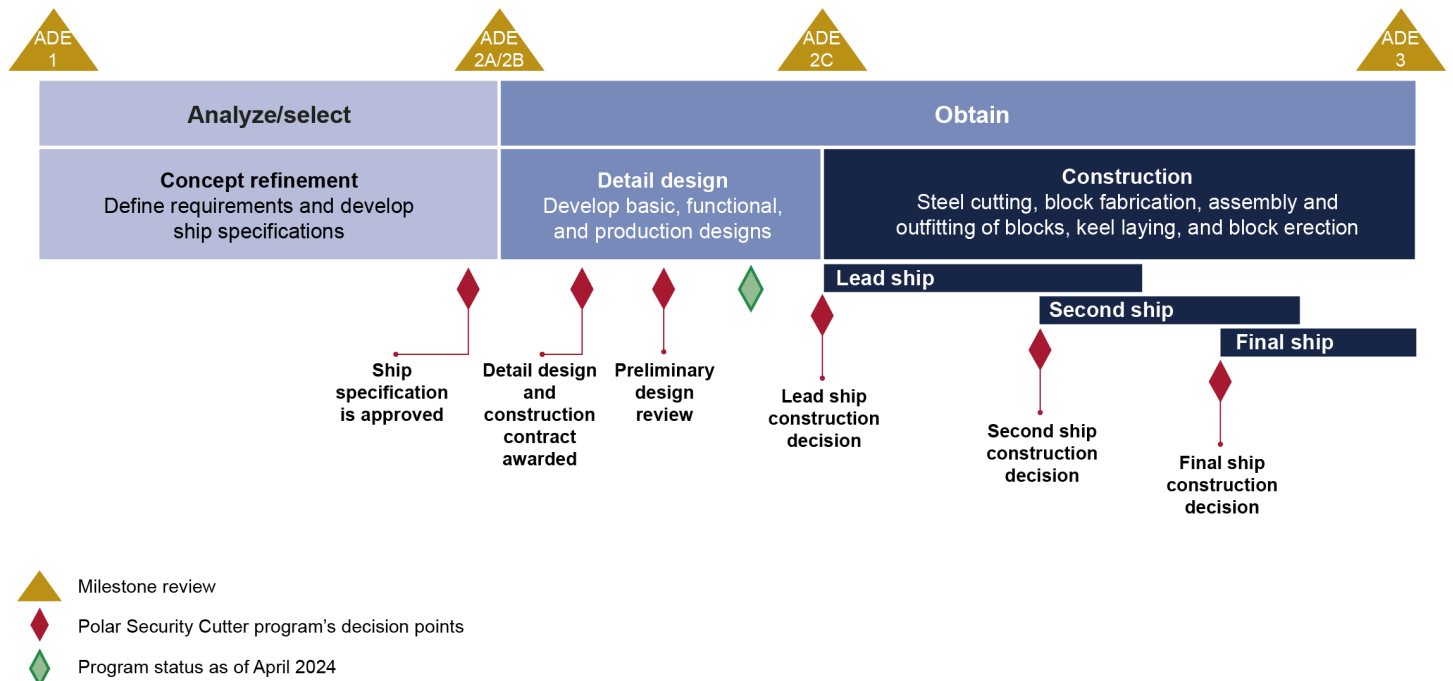 ADE
1
ADE
2A/2B
ADE
2C
ADE
3
Analyze/select
Obtain
Concept refinement
Define requirements and develop
ship specifications
Detail design
Develop basic, functional,
and production designs
Construction
Steel cutting, block fabrication, assembly and
outfitting of blocks, keel laying, and block erection
Lead ship
Second ship
Final ship
Ship
specification
is approved
Detail design
and
construction
contract
awarded
Preliminary
design
review
Lead ship
construction
decision
Second ship
construction
decision
Final ship
construction
decision
Milestone review
Polar Security Cutter program’s decision points
Program status as of April 2024